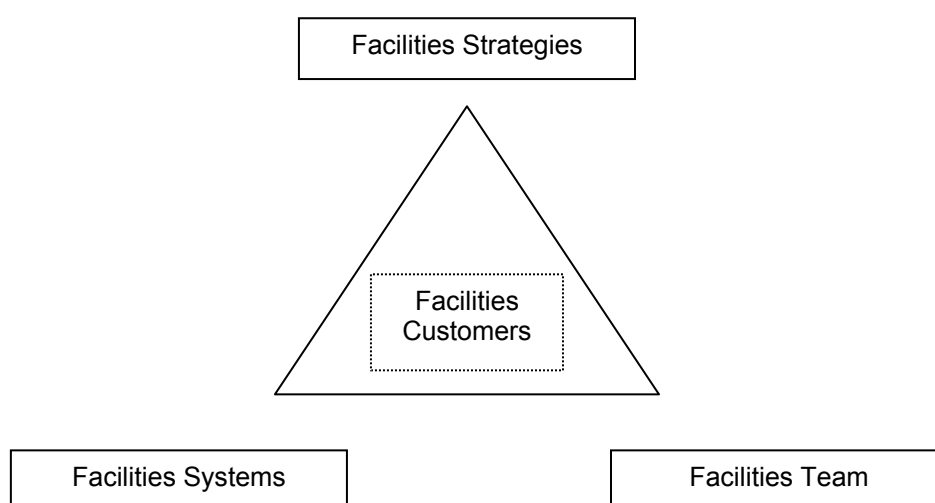 Facilities Strategies
Facilities
Customers
Facilities Systems
Facilities Team